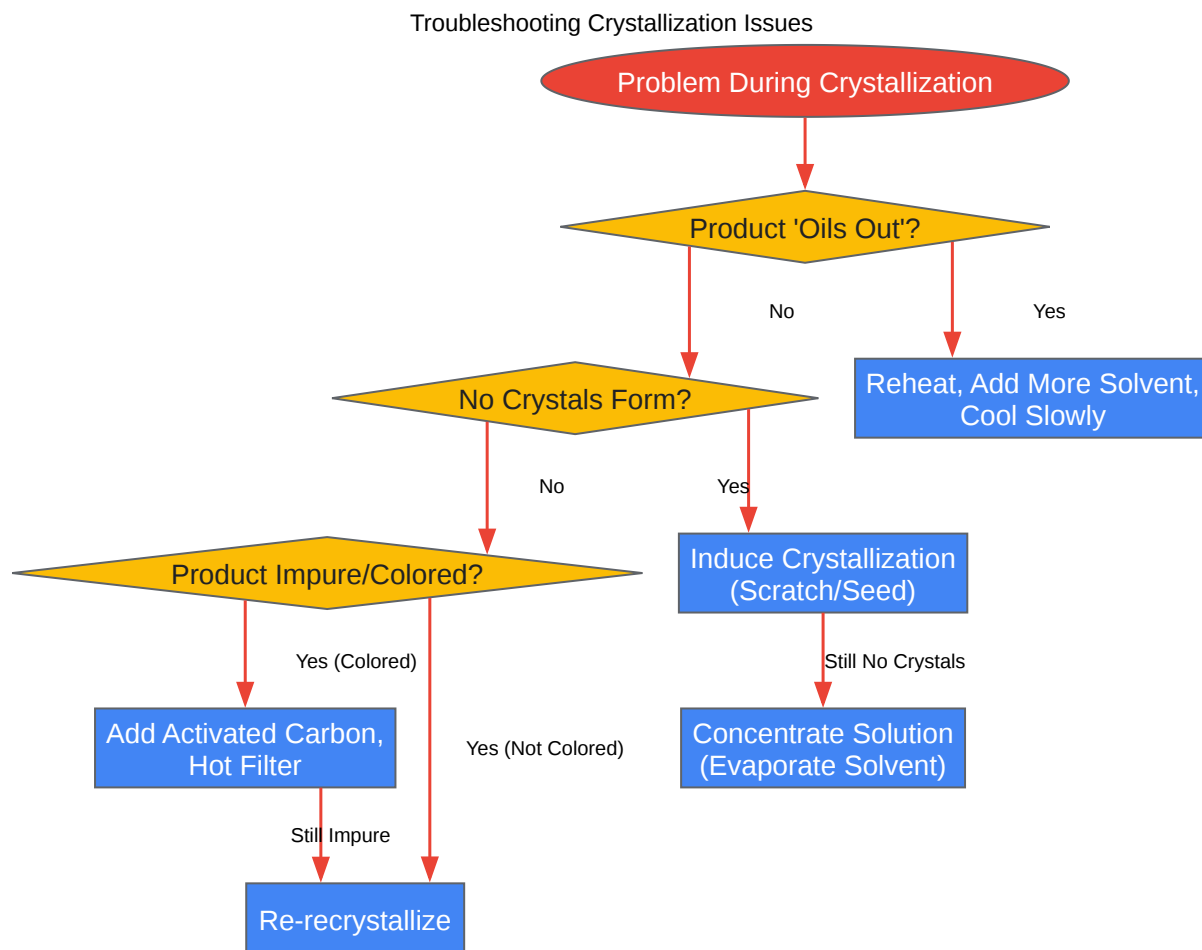 Troubleshooting Crystallization Issues
Problem During Crystallization
Product 'Oils Out'?
No
Yes
Reheat, Add More Solvent,
Cool Slowly
No Crystals Form?
No
Yes
Induce Crystallization
(Scratch/Seed)
Product Impure/Colored?
Yes (Colored)
Still No Crystals
Add Activated Carbon,
Hot Filter
Yes (Not Colored)
Concentrate Solution
(Evaporate Solvent)
Still Impure
Re-recrystallize